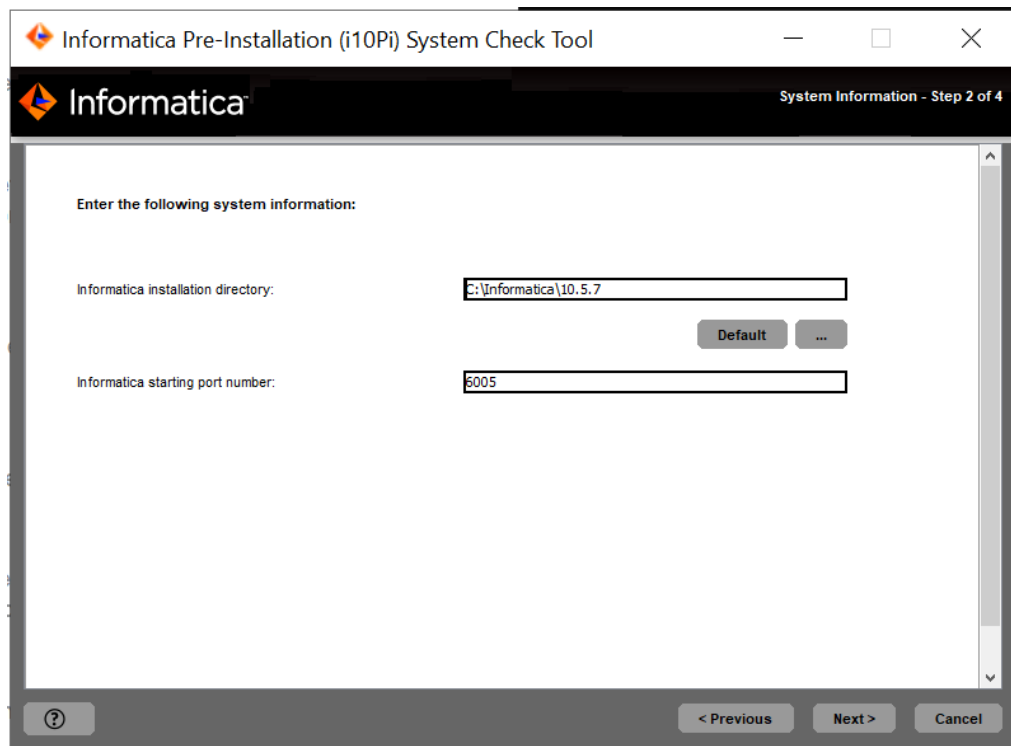 Informatica Pre-Installation (i10Pi) System Check Tool
Informatica
System Information - Step 2 of 4
Enter the following system information:
Informatica installation directory: C:\Informatica\10.5.7
Default ...
Informatica starting port number: 6005
? < Previous Next > Cancel